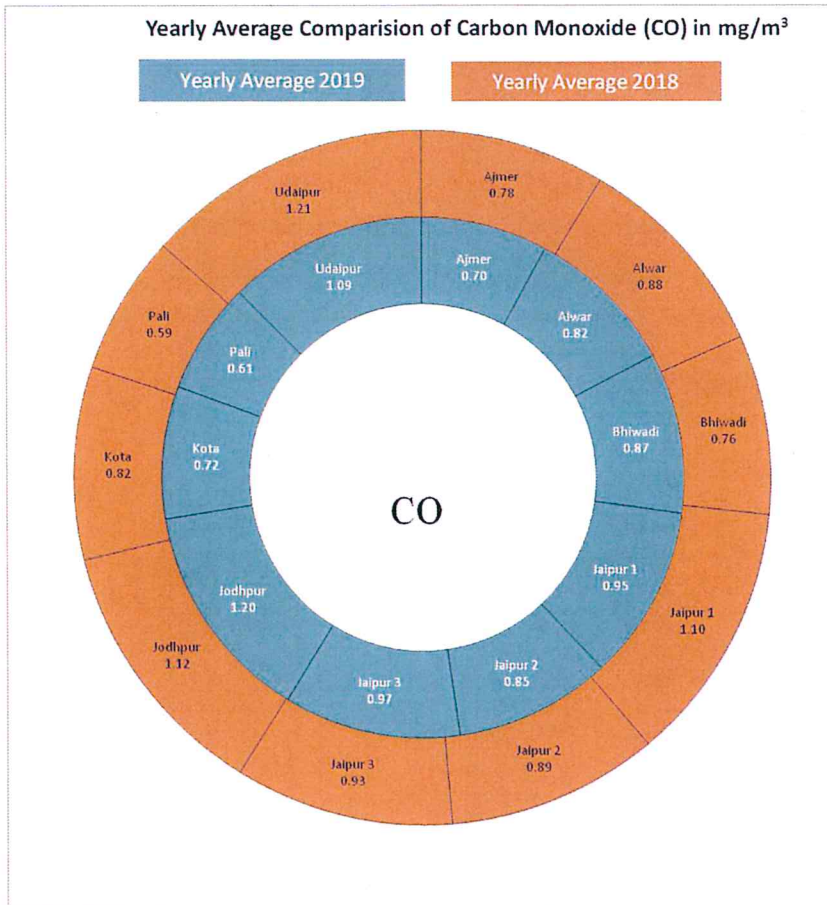 Yearly Average Comparision of Carbon Monoxide (CO) in mg/m³
Yearly Average 2019
Yearly Average 2018
Ajmer
0.78
Alwar
0.88
Bhiwadi
0.76
Jaipur 1
1.10
Jaipur 2
0.89
Jaipur 3
0.93
Jodhpur
1.12
Kota
0.82
Pali
0.59
Udaipur
1.21
Ajmer
0.70
Alwar
0.82
Bhiwadi
0.87
Jaipur 1
0.95
Jaipur 2
0.85
Jaipur 3
0.97
Jodhpur
1.20
Kota
0.72
Pali
0.61
Udaipur
1.09
CO